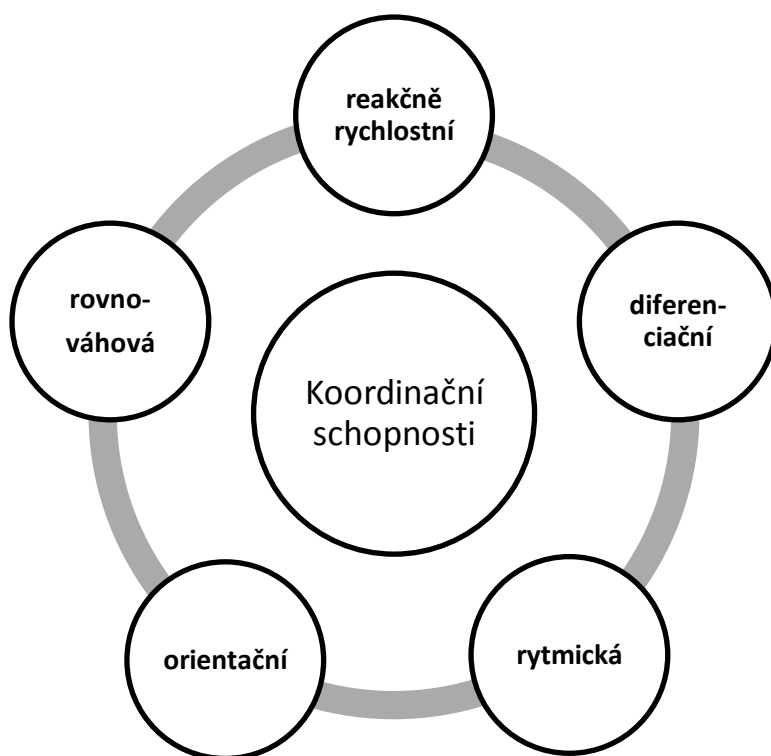 reakčně
rychlostní
rovno-
váhová
diferen-
ciační
Koordinační
schopnosti
orientační
rytmická